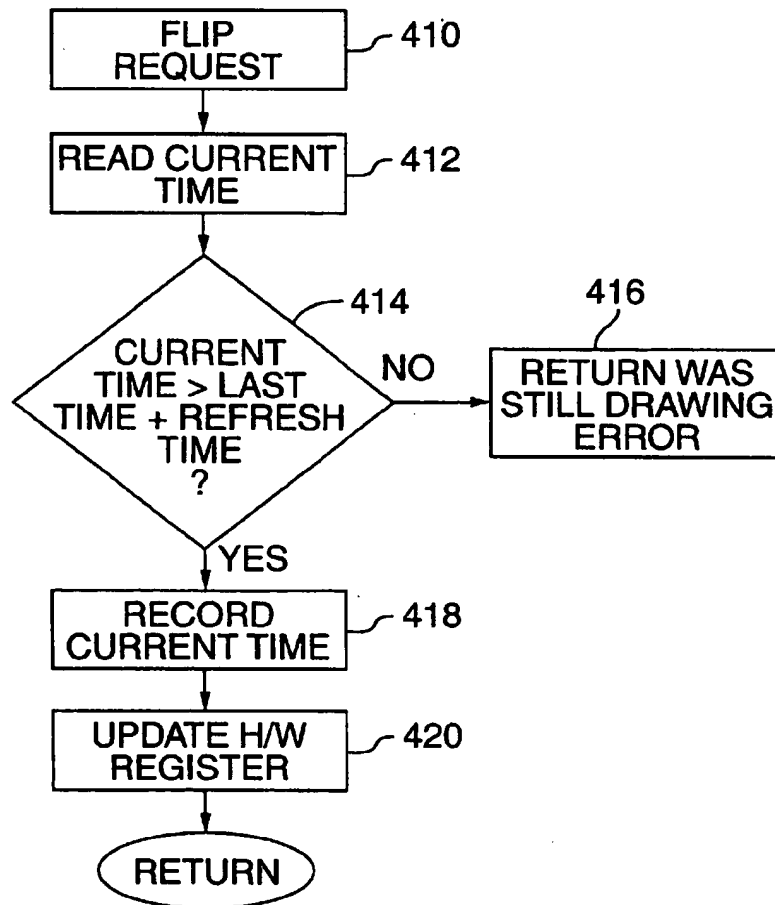 FLIP
REQUEST
410
READ CURRENT
TIME
412
414
CURRENT
TIME > LAST
TIME + REFRESH
TIME
?
NO
416
RETURN WAS
STILL DRAWING
ERROR
YES
RECORD
CURRENT TIME
418
UPDATE H/W
REGISTER
420
RETURN